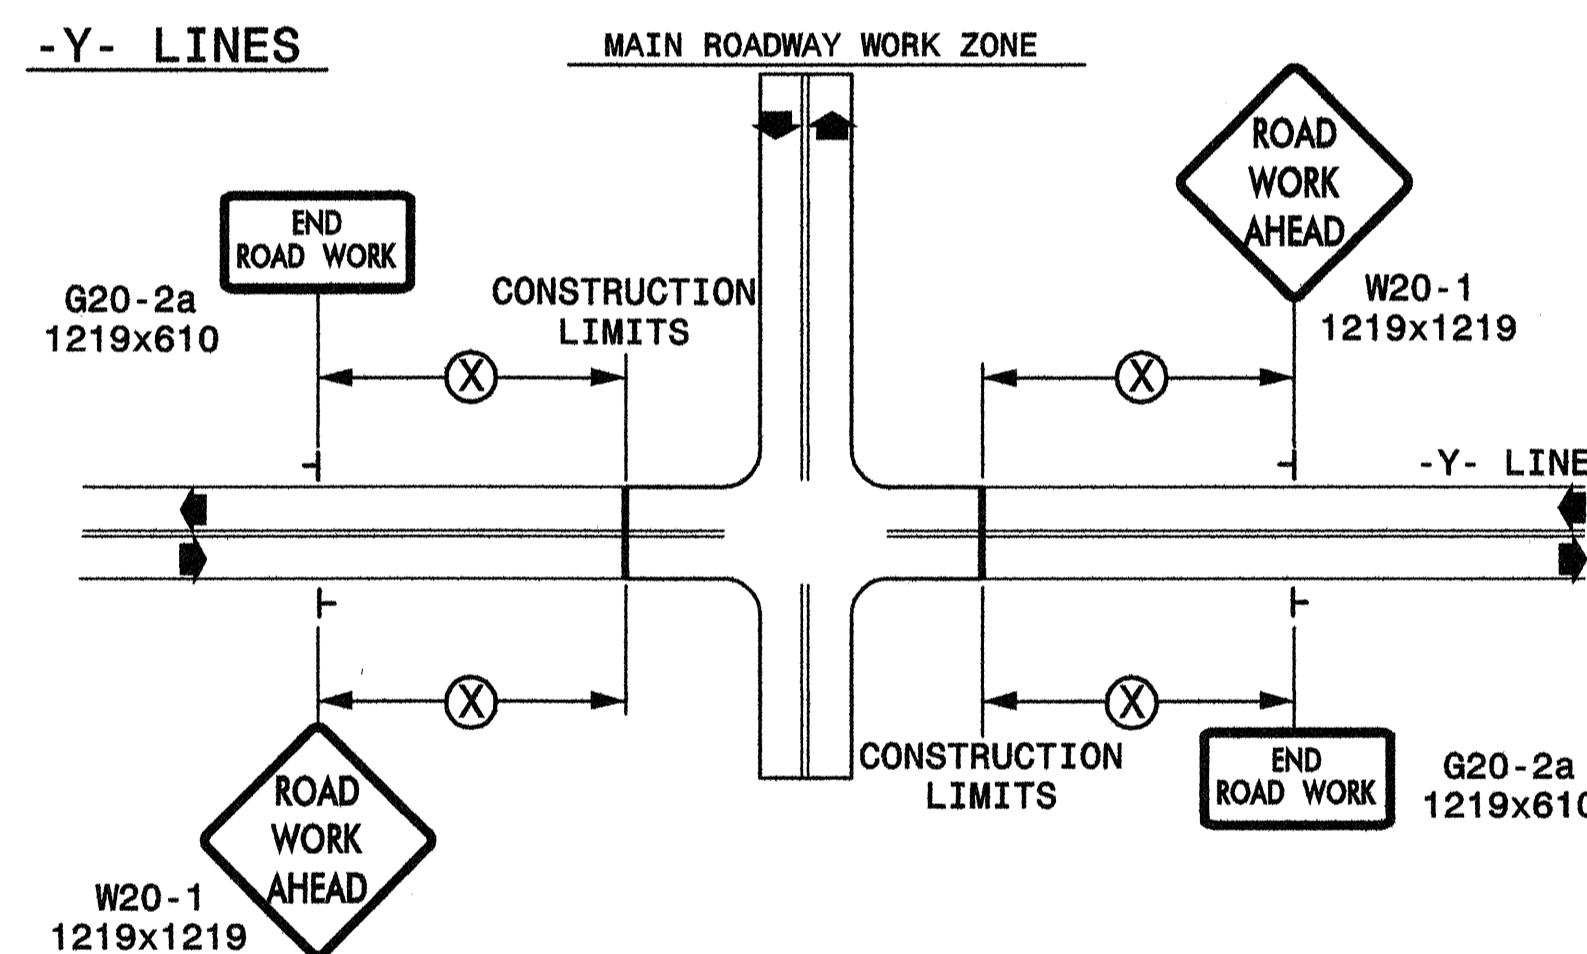 -Y- LINES
MAIN ROADWAY WORK ZONE
ROAD
WORK
AHEAD
END
ROAD WORK
G20-2a
1219x610
CONSTRUCTION
LIMITS
W20-1
1219x1219
X
X
-Y- LINE
X
X
CONSTRUCTION
LIMITS
END
ROAD WORK
G20-2a
1219x610
ROAD
WORK
AHEAD
W20-1
1219x1219